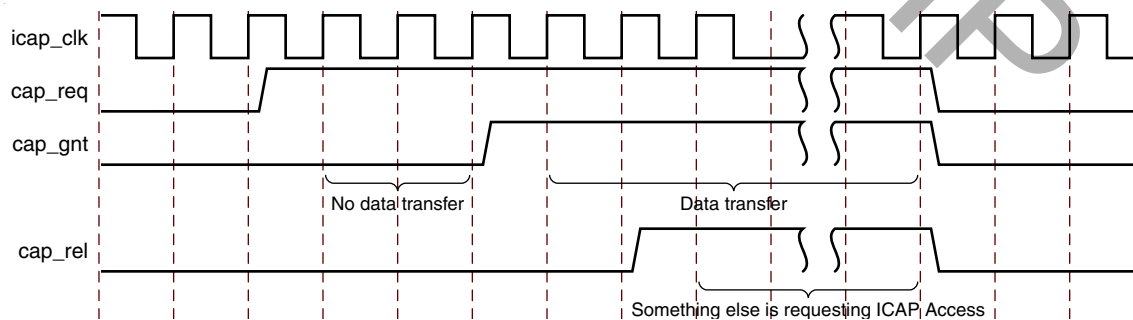 icap_clk
cap_req
cap_gnt
No data transfer
Data transfer
cap_rel
Something else is requesting ICAP Access